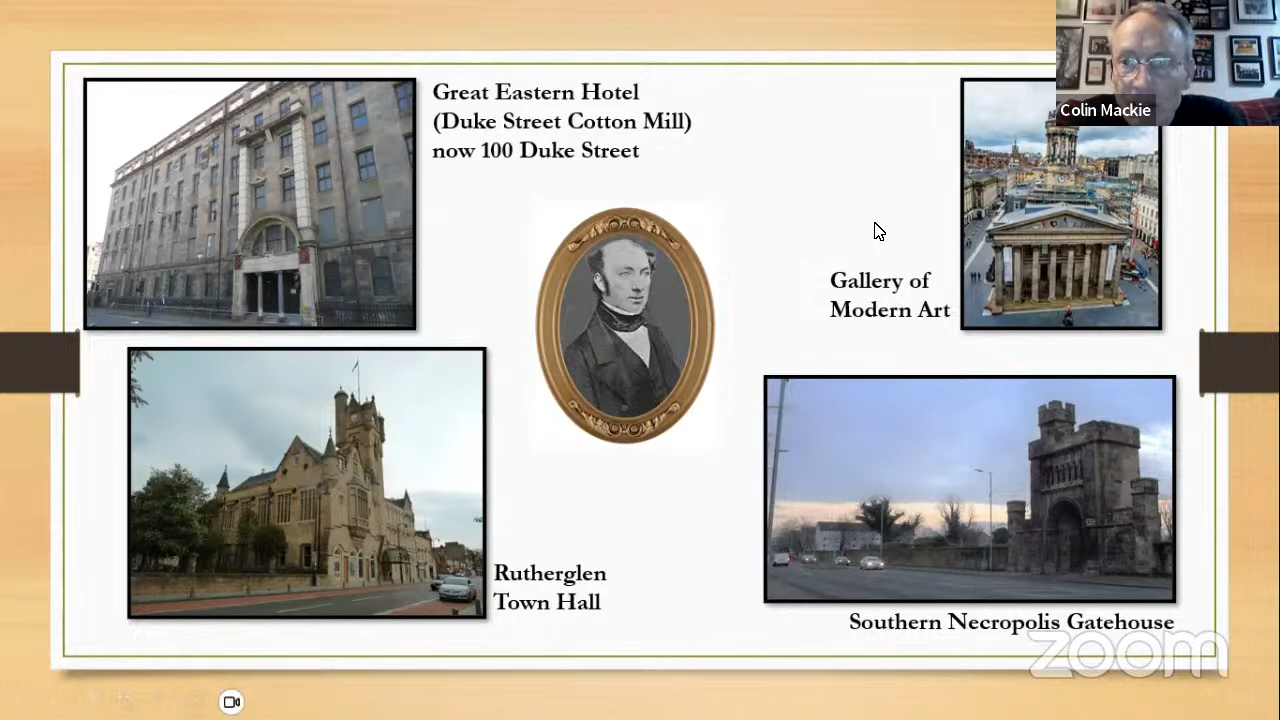 Great Eastern Hotel
(Duke Street Cotton Mill)
now 100 Duke Street
Colin Mackie
Gallery of
Modern Art
Rutherglen
Town Hall
Southern Necropolis Gatehouse
zoom